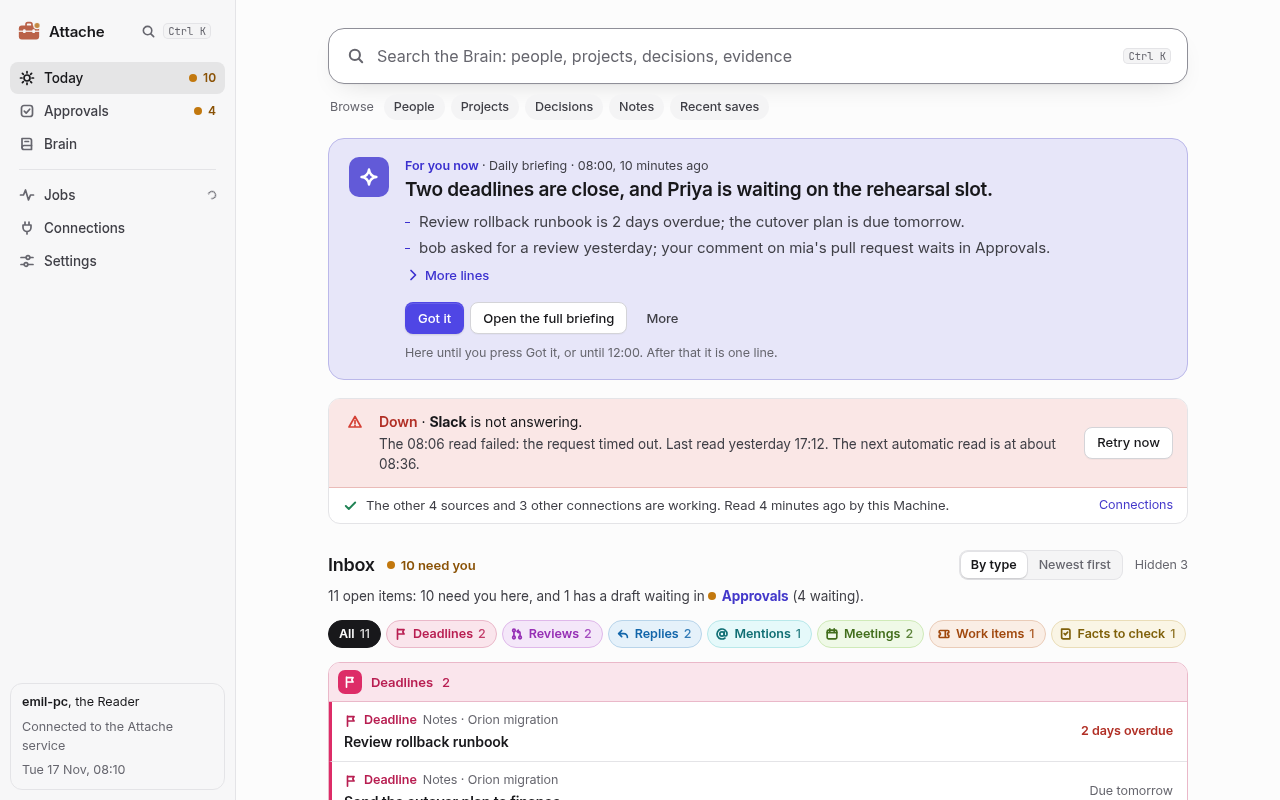 Attache
Ctrl K
Today 10
Approvals 4
Brain
Jobs
Connections
Settings
emil-pc, the Reader
Connected to the Attache
service
Tue 17 Nov, 08:10
Search the Brain: people, projects, decisions, evidence
Ctrl K
Browse People Projects Decisions Notes Recent saves
For you now · Daily briefing · 08:00, 10 minutes ago
Two deadlines are close, and Priya is waiting on the rehearsal slot.
- Review rollback runbook is 2 days overdue; the cutover plan is due tomorrow.
- bob asked for a review yesterday; your comment on mia's pull request waits in Approvals.
More lines
Got it Open the full briefing More
Here until you press Got it, or until 12:00. After that it is one line.
Down · Slack is not answering.
The 08:06 read failed: the request timed out. Last read yesterday 17:12. The next automatic read is at about
08:36.
Retry now
The other 4 sources and 3 other connections are working. Read 4 minutes ago by this Machine.
Connections
Inbox 10 need you
By type Newest first Hidden 3
11 open items: 10 need you here, and 1 has a draft waiting in Approvals (4 waiting).
All 11 Deadlines 2 Reviews 2 Replies 2 Mentions 1 Meetings 2 Work items 1 Facts to check 1
Deadlines 2
Deadline Notes · Orion migration
Review rollback runbook
2 days overdue
Deadline Notes · Orion migration
Send the cutover plan to finance
Due tomorrow